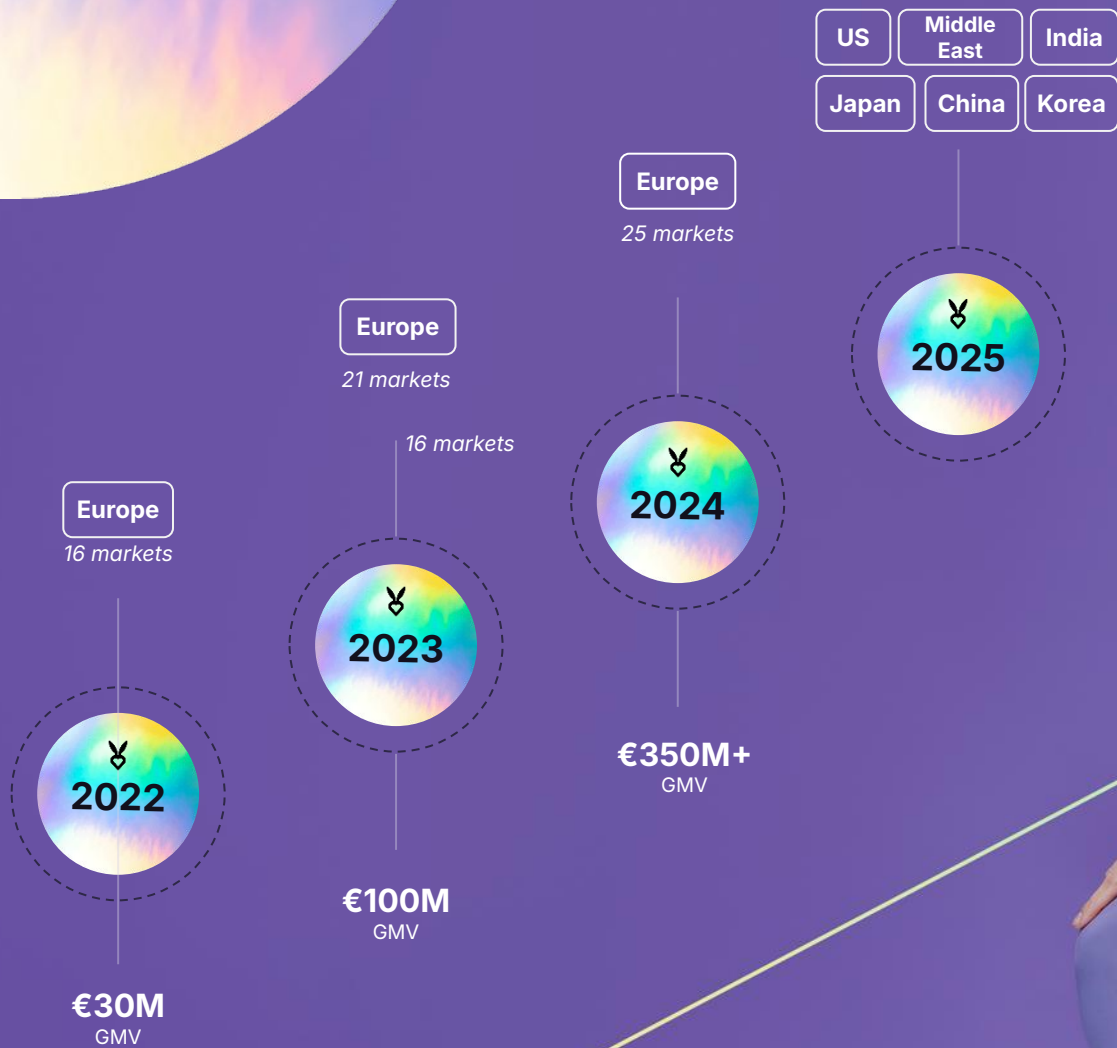 US
Middle
East
India
Japan
China
Korea
Europe
25 markets
2025
Europe
21 markets
16 markets
2024
Europe
16 markets
2023
€350M+
GMV
2022
€100M
GMV
€30M
GMV